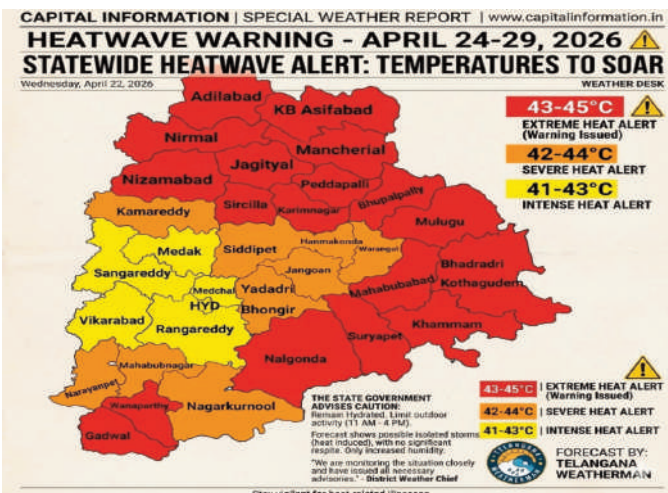 CAPITAL INFORMATION | SPECIAL WEATHER REPORT | www.capitalinformation.in
HEATWAVE WARNING - APRIL 24-29, 2026
STATEWIDE HEATWAVE ALERT: TEMPERATURES TO SOAR
Wednesday, April 22, 2026
WEATHER DESK
Adilabad
KB Asifabad
Nirmal
Mancherial
Jagityal
Nizamabad
Peddapalli
Bhupalpally
Sircilla
Karimnagar
Kamareddy
Mulugu
Medak
Siddipet
Hanmakonda
Warangal
Sangareddy
Jangoan
Bhadradri
Kothagudem
Medchal
Yadadri
Bhongir
Mahabubabad
HYD
Vikarabad
Rangareddy
Khammam
Suryapet
Nalgonda
Mahabubnagar
Narayanpet
Wanaparthy
Nagarkurnool
Gadwal
43-45°C
EXTREME HEAT ALERT
(Warning Issued)
42-44°C
SEVERE HEAT ALERT
41-43°C
INTENSE HEAT ALERT
THE STATE GOVERNMENT
ADVISES CAUTION:
Remain Hydrated. Limit outdoor
activity (11 AM - 4 PM).
Forecast shows possible isolated storms
(heat induced), with no significant
respite. Only increased humidity.
"We are monitoring the situation closely
and have issued all necessary
advisories." - District Weather Chief
43-45°C | EXTREME HEAT ALERT
(Warning Issued)
42-44°C | SEVERE HEAT ALERT
41-43°C | INTENSE HEAT ALERT
TELANGANA
WEATHERMAN
FORECAST BY:
TELANGANA
WEATHERMAN